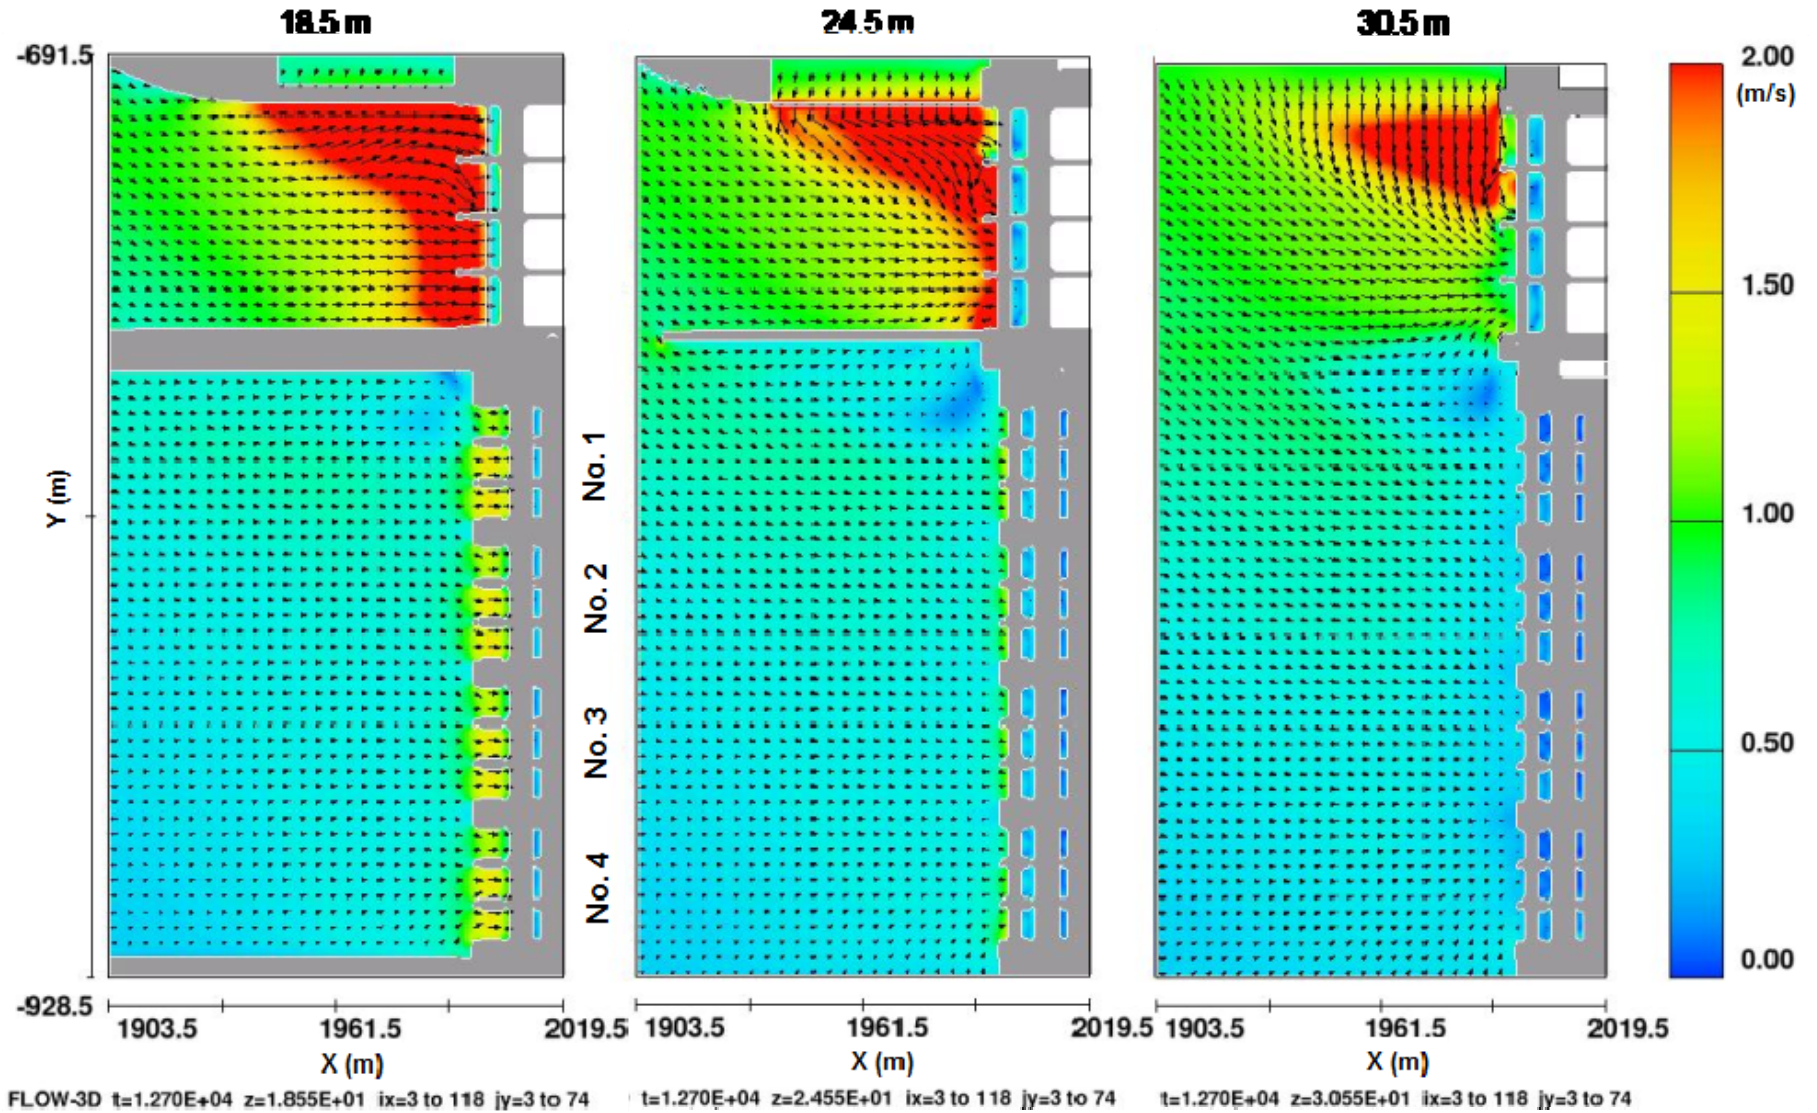 18.5 m 24.5 m 30.5 m
-691.5
2.00
(m/s)
1.50
1.00
0.50
0.00
Y (m)
No. 1
No. 2
No. 3
No. 4
-928.5
1903.5 1961.5 2019.5 1903.5 1961.5 2019.5 1903.5 1961.5 2019.5
X (m) X (m) X (m)
FLOW-3D t=1.270E+04 z=1.855E+01 ix=3 to 118 jy=3 to 74 t=1.270E+04 z=2.455E+01 ix=3 to 118 jy=3 to 74 t=1.270E+04 z=3.055E+01 ix=3 to 118 jy=3 to 74